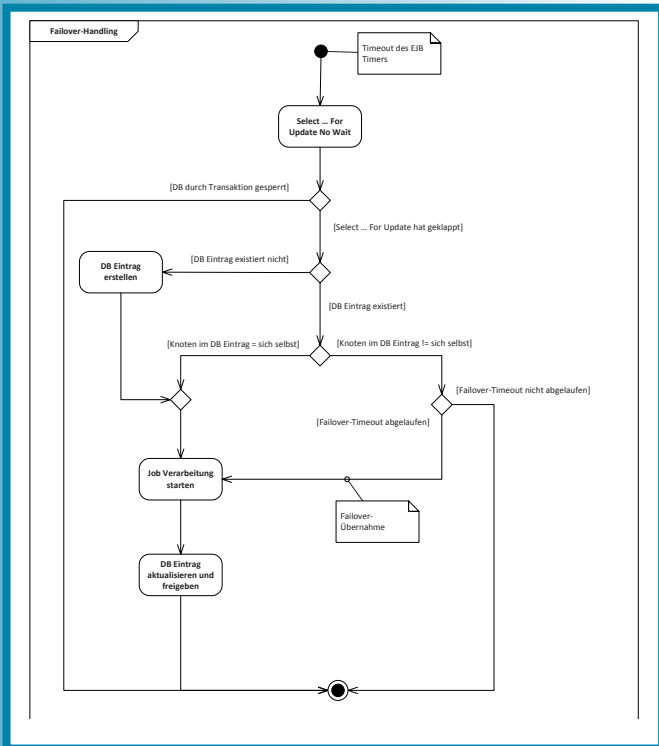 Failover-Handling
Timeout des EJB
Timers
Select ... For
Update No Wait
[DB durch Transaktion gesperrt]
[Select ... For Update hat geklappt]
DB Eintrag
erstellen
[DB Eintrag existiert nicht]
[DB Eintrag existiert]
[Knoten im DB Eintrag = sich selbst]
[Knoten im DB Eintrag != sich selbst]
[Failover-Timeout nicht abgelaufen]
[Failover-Timeout abgelaufen]
Job Verarbeitung
starten
Failover-
Übernahme
DB Eintrag
aktualisieren und
freigeben